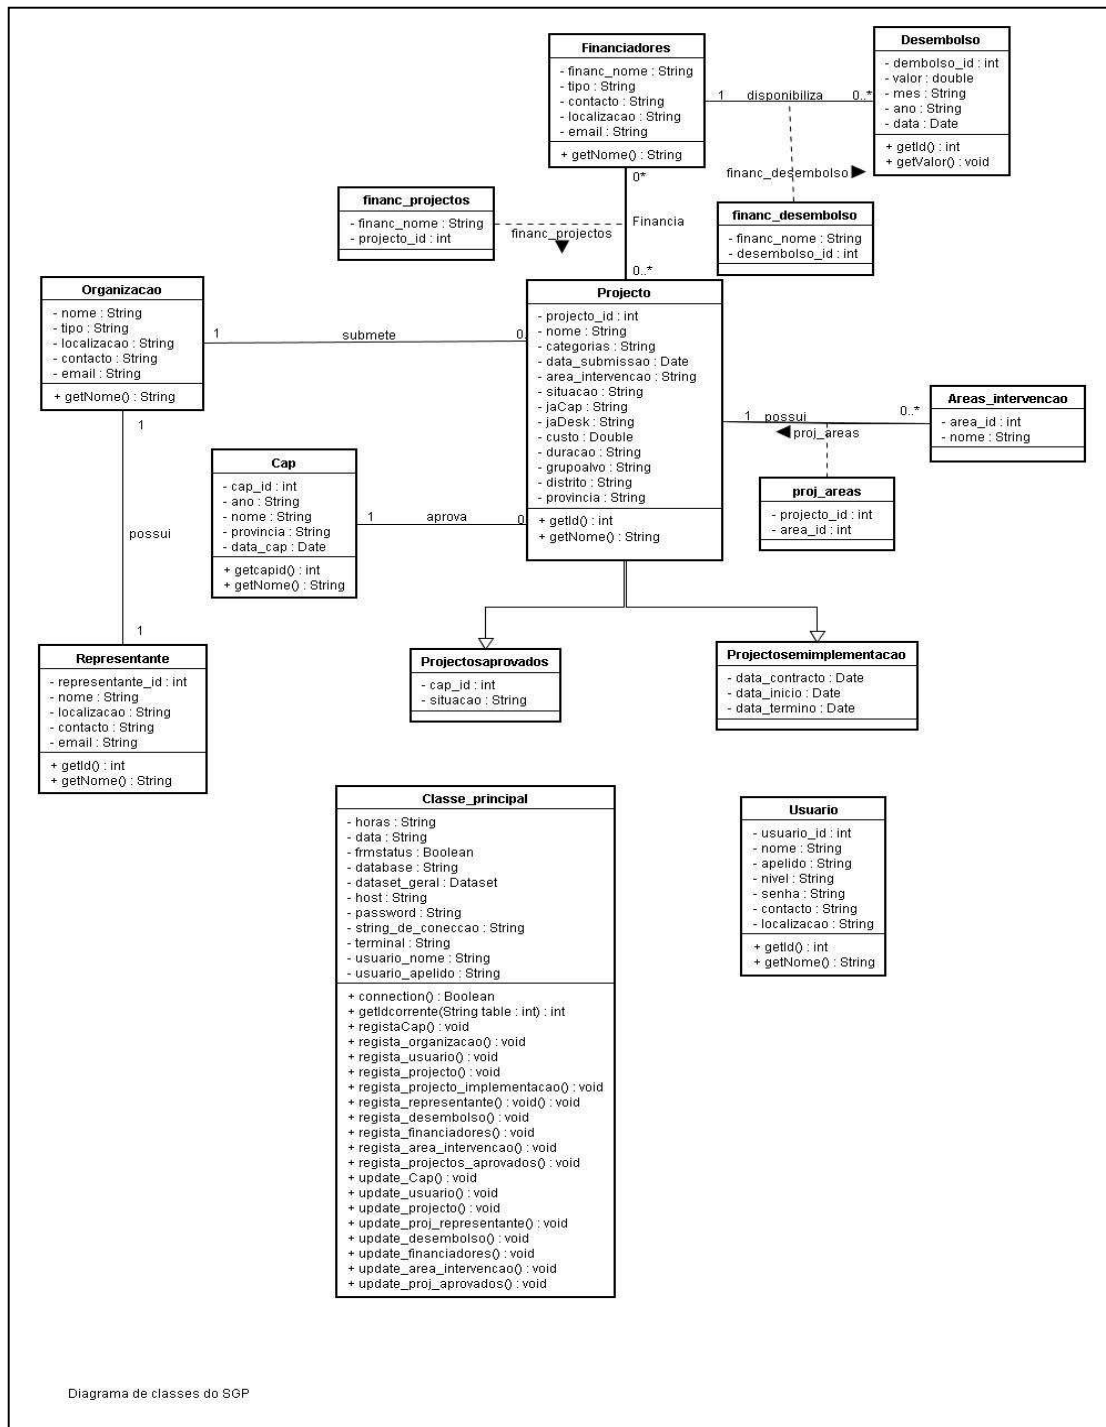 Financiadores
- financ_nome : String
- tipo : String
- contacto : String
- localizacao : String
- email : String
+ getNome() : String
Desembolso
- dembolso_id : int
- valor : double
- mes : String
- ano : String
- data : Date
+ getId() : int
+ getValor() : void
1 disponibiliza 0..*
financ_desembolso
financ_desembolso
- financ_nome : String
- desembolso_id : int
0*
Financia
0..*
financ_projectos
- financ_nome : String
- projecto_id : int
financ_projectos
Organizacao
- nome : String
- tipo : String
- localizacao : String
- contacto : String
- email : String
+ getNome() : String
1 submete 0..
Projecto
- projecto_id : int
- nome : String
- categorias : String
- data_submissao : Date
- area_intervencao : String
- situacao : String
- jaCap : String
- jaDesk : String
- custo : Double
- duracao : String
- grupoalvo : String
- distrito : String
- provincia : String
+ getId() : int
+ getNome() : String
1 possui 0..*
proj_areas
Areas_intervencao
- area_id : int
- nome : String
proj_areas
- projecto_id : int
- area_id : int
Cap
- cap_id : int
- ano : String
- nome : String
- provincia : String
- data_cap : Date
+ getcapid() : int
+ getNome() : String
1 aprova 0
1
possui
1
Representante
- representante_id : int
- nome : String
- localizacao : String
- contacto : String
- email : String
+ getId() : int
+ getNome() : String
Projectosaprovados
- cap_id : int
- situacao : String
Projectosemimplementacao
- data_contracto : Date
- data_inicio : Date
- data_termino : Date
Classe_principal
- horas : String
- data : String
- frmstatus : Boolean
- database : String
- dataset_geral : Dataset
- host : String
- password : String
- string_de_coneccao : String
- terminal : String
- usuario_nome : String
- usuario_apelido : String
+ connection() : Boolean
+ getIdcorrente(String table : int) : int
+ registaCap() : void
+ regista_organizacao() : void
+ regista_usuario() : void
+ regista_projecto() : void
+ regista_projecto_implementacao() : void
+ regista_representante() : void() : void
+ regista_desembolso() : void
+ regista_financiadores() : void
+ regista_area_intervencao() : void
+ regista_projectos_aprovados() : void
+ update_Cap() : void
+ update_usuario() : void
+ update_projecto() : void
+ update_proj_representante() : void
+ update_desembolso() : void
+ update_financiadores() : void
+ update_area_intervencao() : void
+ update_proj_aprovados() : void
Usuario
- usuario_id : int
- nome : String
- apelido : String
- nivel : String
- senha : String
- contacto : String
- localizacao : String
+ getId() : int
+ getNome() : String
Diagrama de classes do SGP